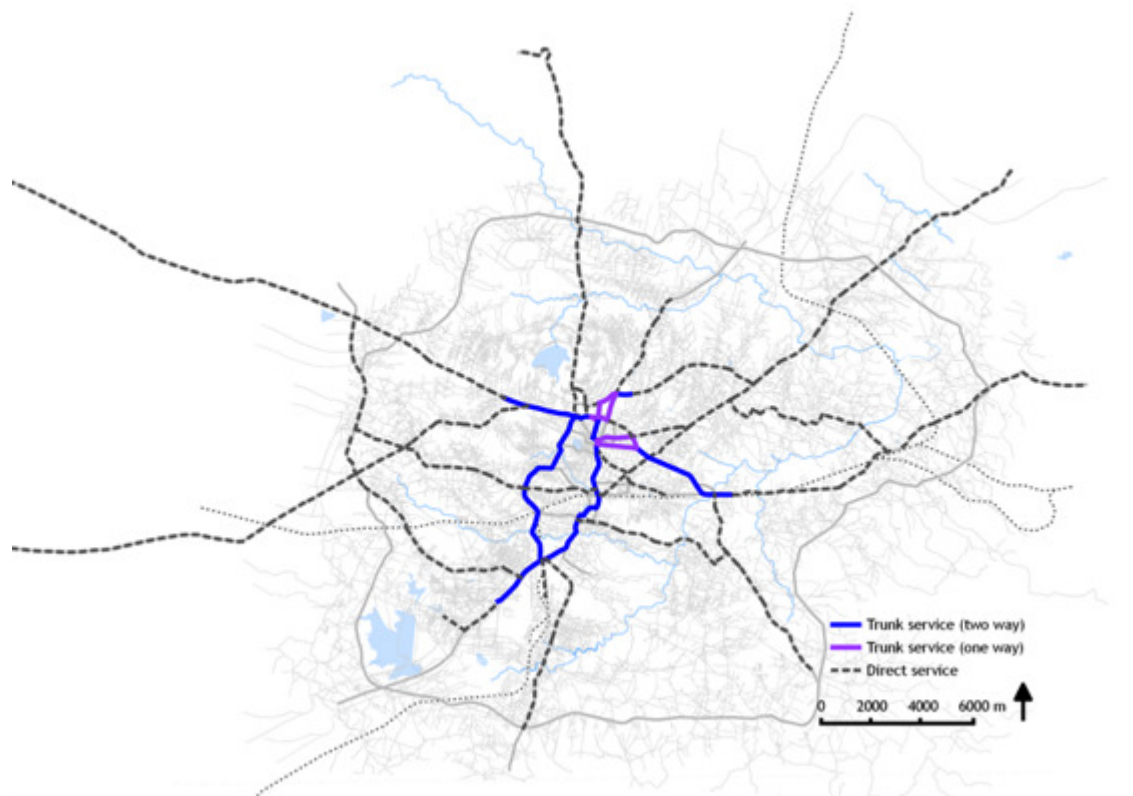 Trunk service (two way)
Trunk service (one way)
Direct service
0 2000 4000 6000 m